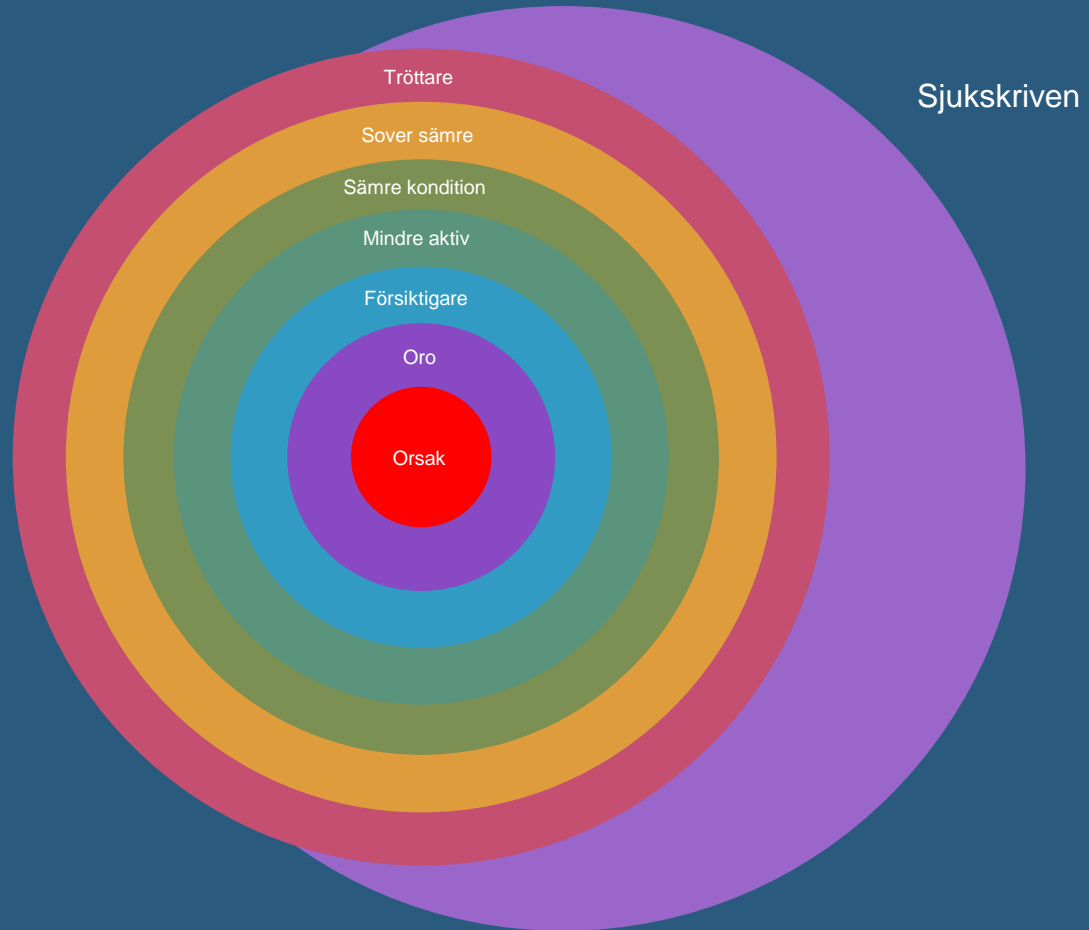 Tröttare
Sjukskriven
Sover sämre
Sämre kondition
Mindre aktiv
Försiktigare
Oro
Orsak